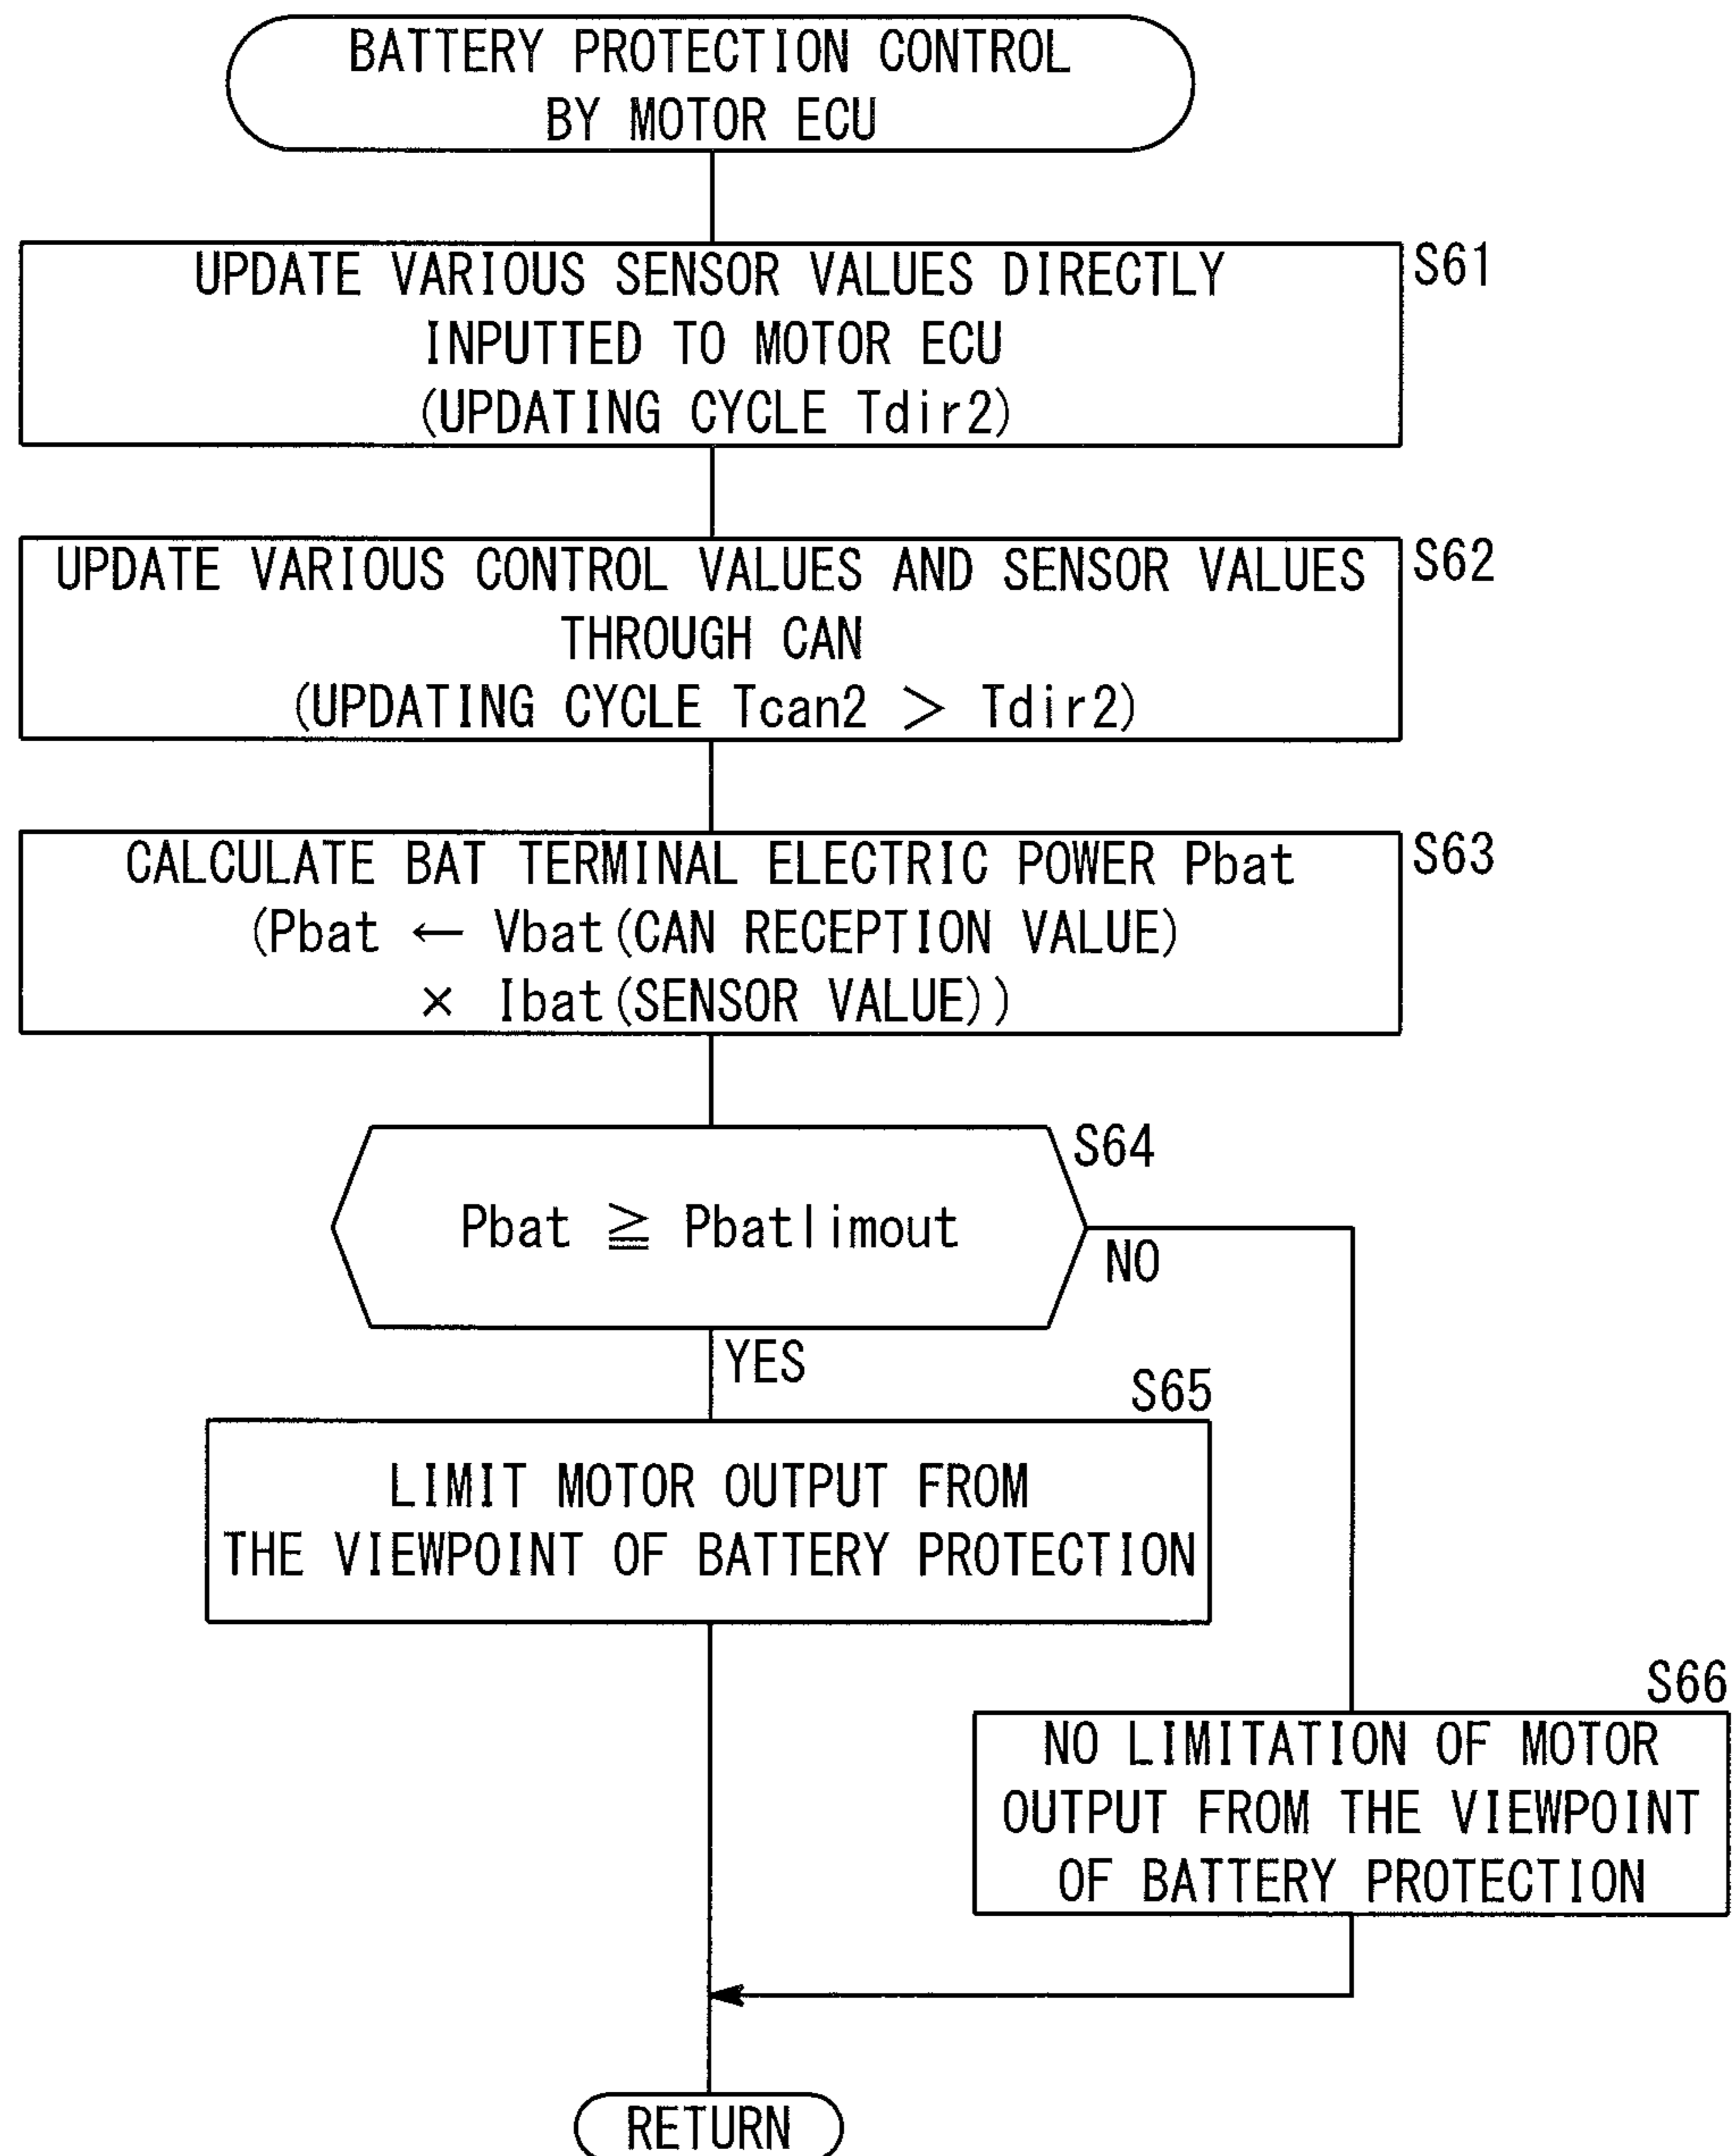 BATTERY PROTECTION CONTROL
BY MOTOR ECU
UPDATE VARIOUS SENSOR VALUES DIRECTLY
INPUTTED TO MOTOR ECU
(UPDATING CYCLE Tdir2)
S61
UPDATE VARIOUS CONTROL VALUES AND SENSOR VALUES
THROUGH CAN
(UPDATING CYCLE Tcan2 > Tdir2)
S62
CALCULATE BAT TERMINAL ELECTRIC POWER Pbat
(Pbat ← Vbat(CAN RECEPTION VALUE)
× Ibat(SENSOR VALUE))
S63
S64
Pbat ≧ Pbatlimout
NO
YES
S65
LIMIT MOTOR OUTPUT FROM
THE VIEWPOINT OF BATTERY PROTECTION
S66
NO LIMITATION OF MOTOR
OUTPUT FROM THE VIEWPOINT
OF BATTERY PROTECTION
RETURN